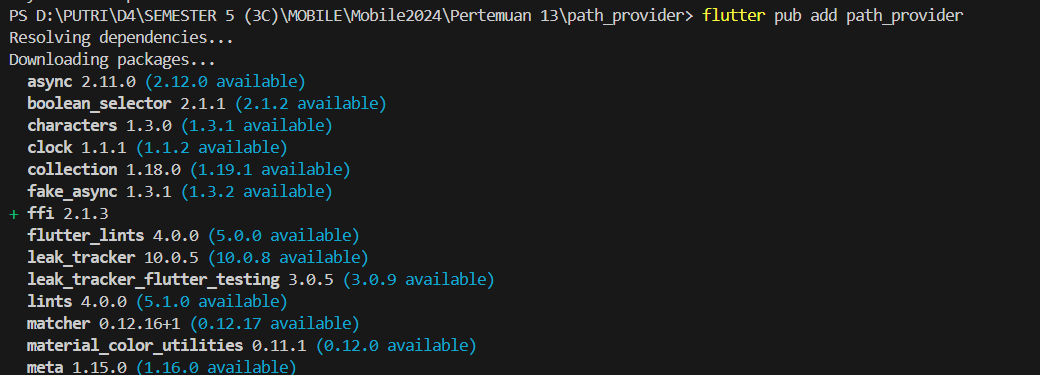 PS D:\PUTRI\D4\SEMESTER 5 (3C)\MOBILE\Mobile2024\Pertemuan 13\path_provider> flutter pub add path_provider
Resolving dependencies...
Downloading packages...
async 2.11.0 (2.12.0 available)
boolean_selector 2.1.1 (2.1.2 available)
characters 1.3.0 (1.3.1 available)
clock 1.1.1 (1.1.2 available)
collection 1.18.0 (1.19.1 available)
fake_async 1.3.1 (1.3.2 available)
+ ffi 2.1.3
flutter_lints 4.0.0 (5.0.0 available)
leak_tracker 10.0.5 (10.0.8 available)
leak_tracker_flutter_testing 3.0.5 (3.0.9 available)
lints 4.0.0 (5.1.0 available)
matcher 0.12.16+1 (0.12.17 available)
material_color_utilities 0.11.1 (0.12.0 available)
meta 1.15.0 (1.16.0 available)